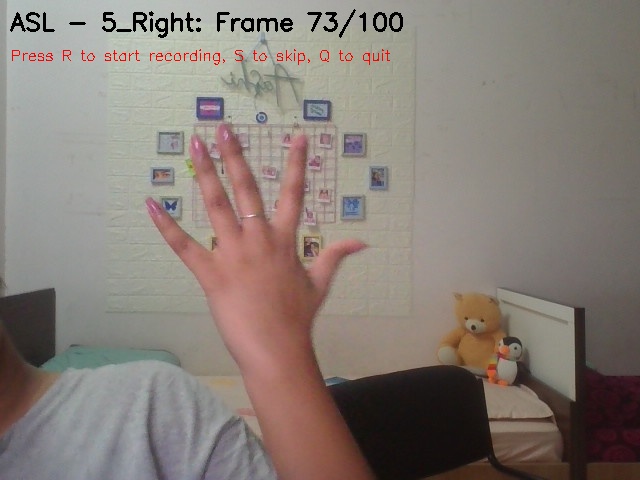 ASL - 5_Right: Frame 73/100
Press R to start recording, S to skip, Q to quit